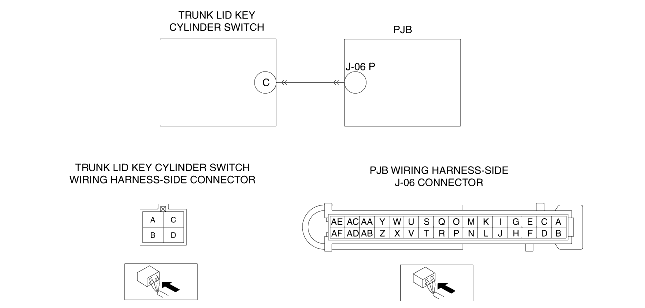 TRUNK LID KEY
CYLINDER SWITCH
PJB
J-06 P
C
TRUNK LID KEY CYLINDER SWITCH
WIRING HARNESS-SIDE CONNECTOR
PJB WIRING HARNESS-SIDE
J-06 CONNECTOR
A C
B D
AE AC AA Y W U S Q O M K I G E C A
AF AD AB Z X V T R P N L J H F D B